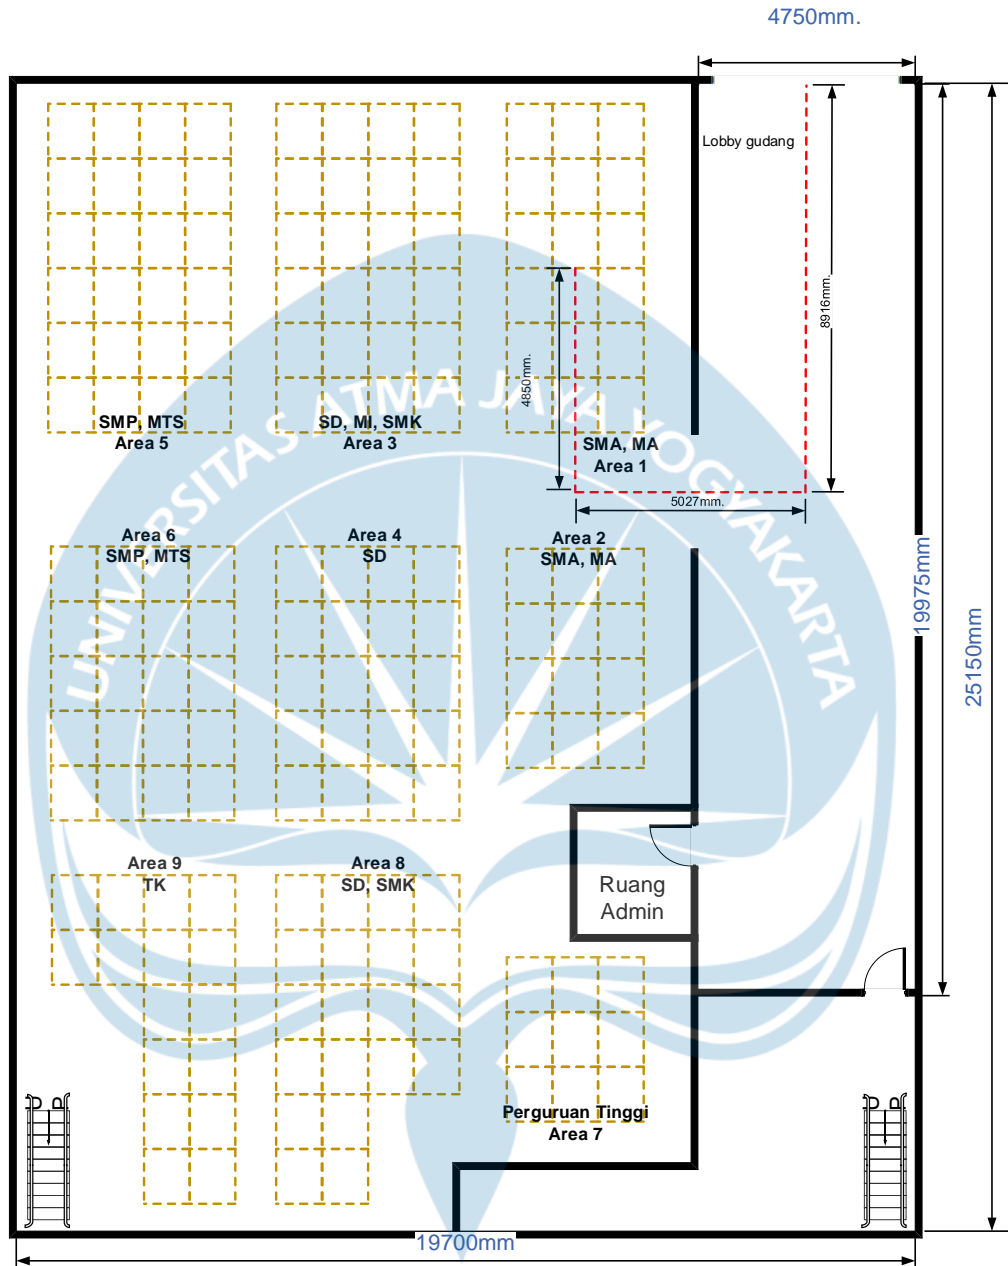 4750mm.
Lobby gudang
8916mm.
4850mm.
SMP, MTS
Area 5
SD, MI, SMK
Area 3
SMA, MA
Area 1
5027mm.
UNIVERSITAS ATMA JAYA YOGYAKARTA
Area 6
SMP, MTS
Area 4
SD
Area 2
SMA, MA
19975mm
25150mm
Area 9
TK
Area 8
SD, SMK
Ruang
Admin
Perguruan Tinggi
Area 7
19700mm